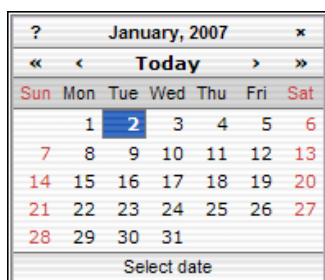 ? January, 2007 ×
« ‹ Today › »
Sun Mon Tue Wed Thu Fri Sat
1 2 3 4 5 6
7 8 9 10 11 12 13
14 15 16 17 18 19 20
21 22 23 24 25 26 27
28 29 30 31
Select date